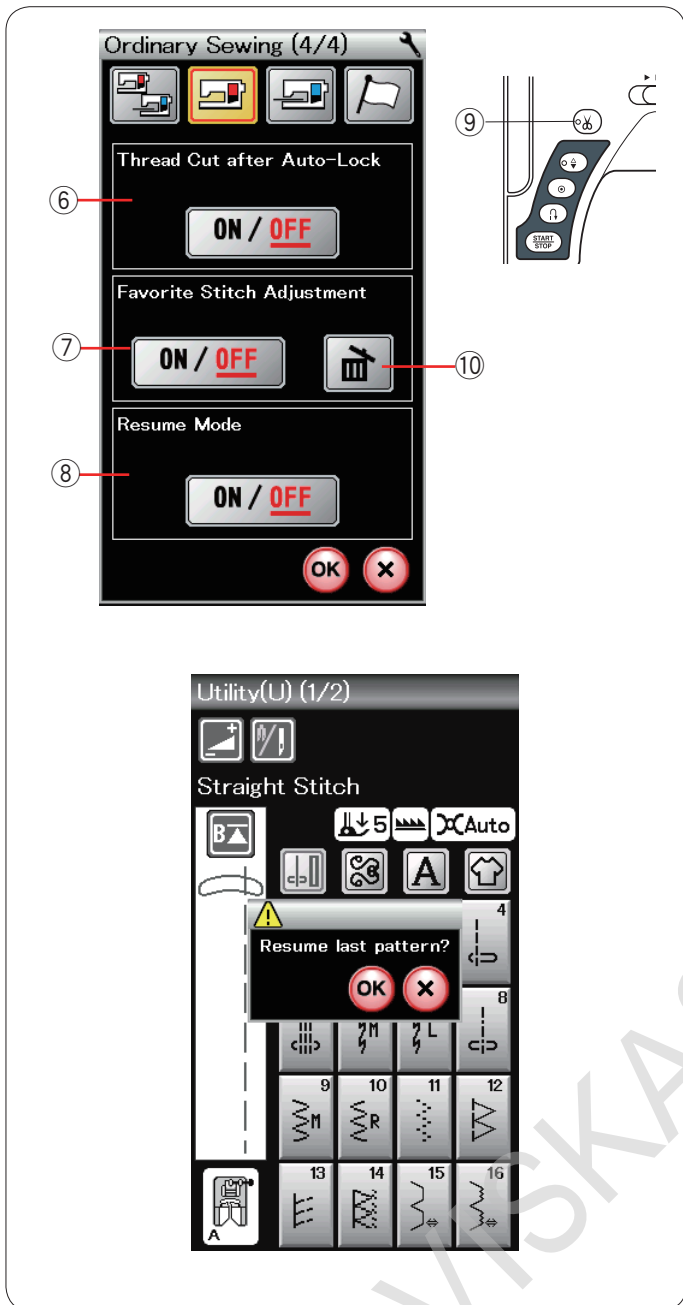 Ordinary Sewing (4/4)
⑨
Thread Cut after Auto-Lock
⑥
ON / OFF
START
STOP
Favorite Stitch Adjustment
⑦
ON / OFF
⑩
Resume Mode
⑧
ON / OFF
OK ×
Utility(U) (1/2)
Straight Stitch
B 5 Auto
A
4
Resume last pattern?
OK ×
M L 8
9 M 10 R 11 12
13 14 15 16
A
VISKAS